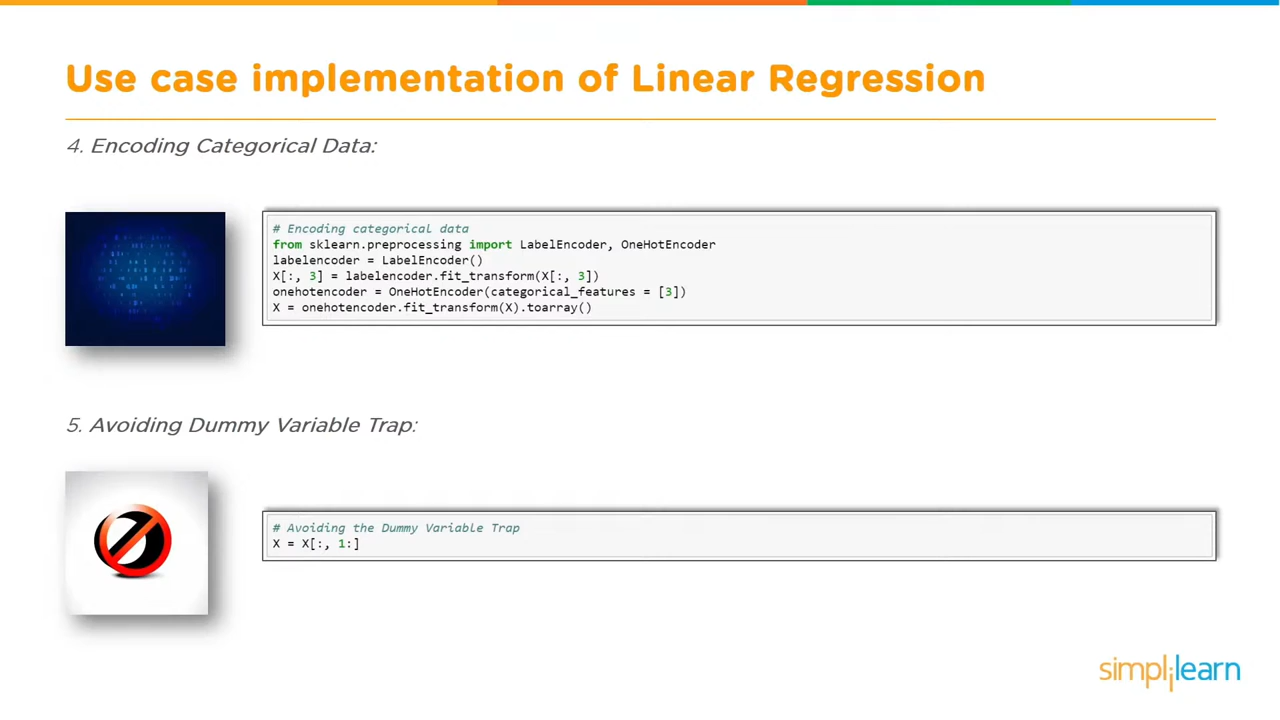 Use case implementation of Linear Regression
4. Encoding Categorical Data:
# Encoding categorical data
from sklearn.preprocessing import LabelEncoder, OneHotEncoder
labelencoder = LabelEncoder()
X[:, 3] = labelencoder.fit_transform(X[:, 3])
onehotencoder = OneHotEncoder(categorical_features = [3])
X = onehotencoder.fit_transform(X).toarray()
5. Avoiding Dummy Variable Trap:
# Avoiding the Dummy Variable Trap
X = X[:, 1:]
simplilearn